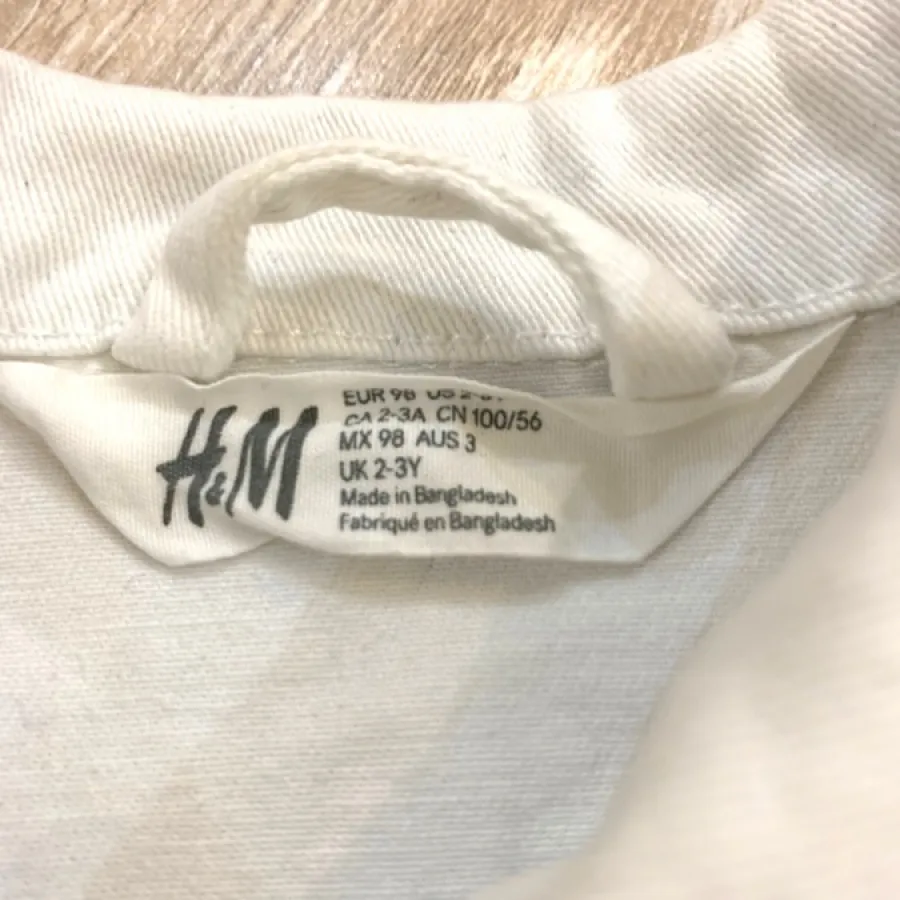 H&M
EUR 98 US
CA 2-3A CN 100/56
MX 98 AUS 3
UK 2-3Y
Made in Bangladesh
Fabriqué en Bangladesh